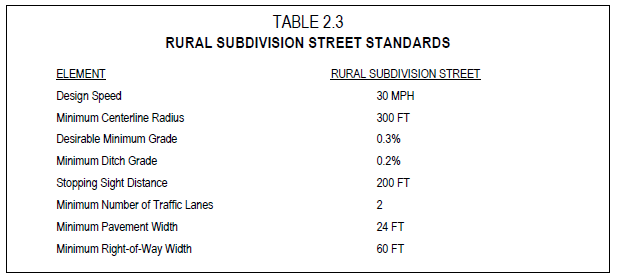 TABLE 2.3
RURAL SUBDIVISION STREET STANDARDS
ELEMENT RURAL SUBDIVISION STREET
Design Speed 30 MPH
Minimum Centerline Radius 300 FT
Desirable Minimum Grade 0.3%
Minimum Ditch Grade 0.2%
Stopping Sight Distance 200 FT
Minimum Number of Traffic Lanes 2
Minimum Pavement Width 24 FT
Minimum Right-of-Way Width 60 FT